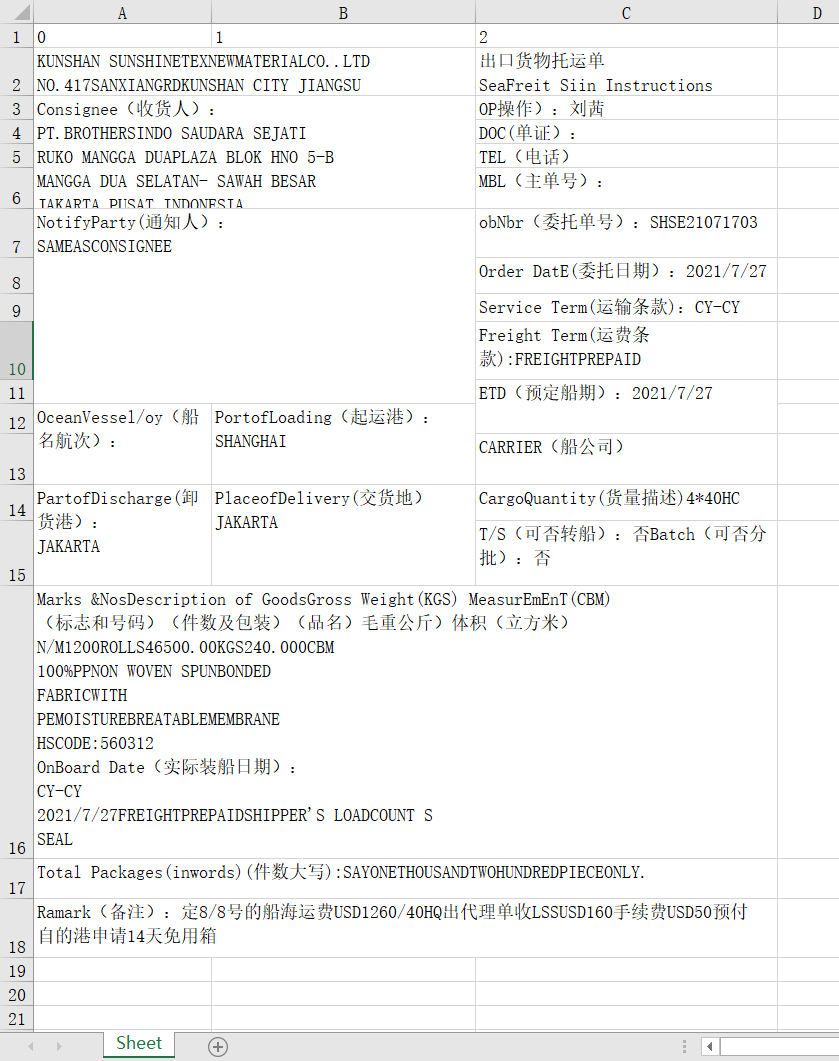 A B C D
1 0 1 2
KUNSHAN SUNSHINETEXNEWMATERIALCO..LTD
2 NO.417SANXIANGRDKUNSHAN CITY JIANGSU
出口货物托运单
SeaFreit Siin Instructions
3 Consignee（收货人）：
OP操作）：刘茜
4 PT.BROTHERSINDO SAUDARA SEJATI
DOC(单证）：
5 RUKO MANGGA DUAPLAZA BLOK HNO 5-B
TEL（电话）
MANGGA DUA SELATAN- SAWAH BESAR
6 JAKARTA PUSAT INDONESIA
MBL（主单号）：
NotifyParty(通知人）：
7 SAMEASCONSIGNEE
obNbr（委托单号）：SHSE21071703
8 Order DatE(委托日期）：2021/7/27
9 Service Term(运输条款)：CY-CY
Freight Term(运费条
10 款):FREIGHTPREPAID
11 ETD（预定船期）：2021/7/27
12 OceanVessel/oy（船
名航次）：
PortofLoading（起运港）：
SHANGHAI
13 CARRIER（船公司）
14 PartofDischarge(卸
货港）：
JAKARTA
PlaceofDelivery(交货地）
JAKARTA
CargoQuantity(货量描述)4*40HC
15 T/S（可否转船）：否Batch（可否分
批）：否
Marks &NosDescription of GoodsGross Weight(KGS) MeasurEmEnT(CBM)
（标志和号码）（件数及包装）（品名）毛重公斤）体积（立方米）
N/M1200ROLLS46500.00KGS240.000CBM
100%PPNON WOVEN SPUNBONDED
FABRICWITH
PEMOISTUREBREATABLEMEMBRANE
HSCODE:560312
OnBoard Date（实际装船日期）：
CY-CY
2021/7/27FREIGHTPREPAIDSHIPPER'S LOADCOUNT S
16 SEAL
17 Total Packages(inwords)(件数大写):SAYONETHOUSANDTWOHUNDREDPIECEONLY.
Ramark（备注）：定8/8号的船海运费USD1260/40HQ出代理单收LSSUSD160手续费USD50预付
18 自的港申请14天免用箱
19
20
21
Sheet